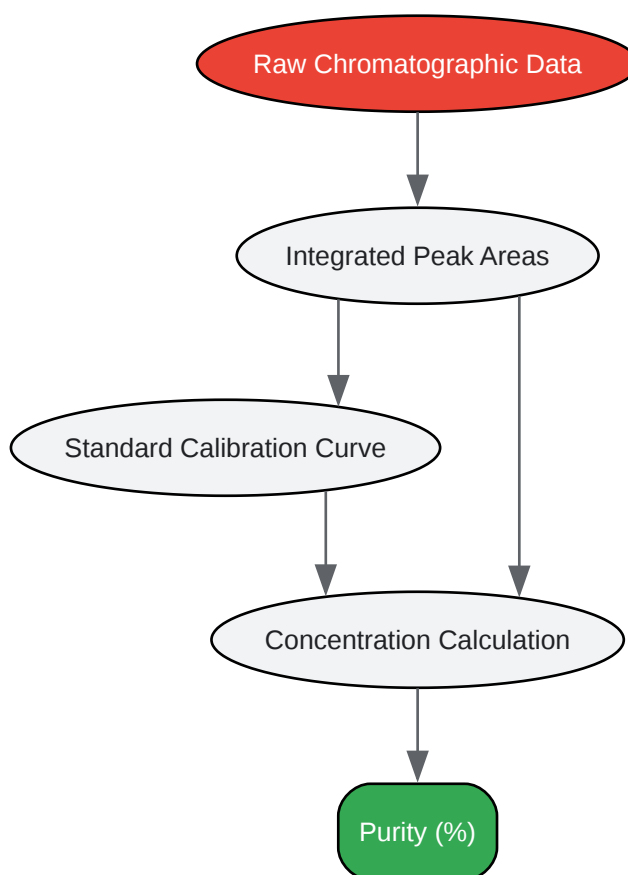 Raw Chromatographic Data
Integrated Peak Areas
Standard Calibration Curve
Concentration Calculation
Purity (%)